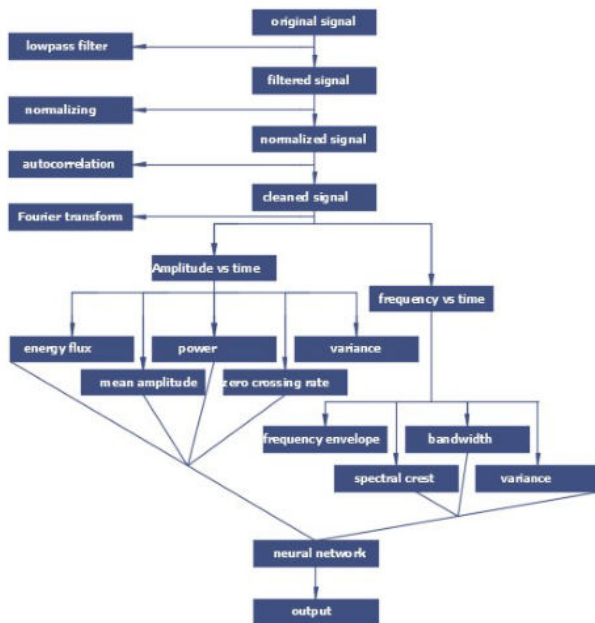 original signal
lowpass filter
filtered signal
normalizing
normalized signal
autocorrelation
cleaned signal
Fourier transform
Amplitude vs time
frequency vs time
energy flux
power
variance
mean amplitude
zero crossing rate
frequency envelope
bandwidth
spectral crest
variance
neural network
output